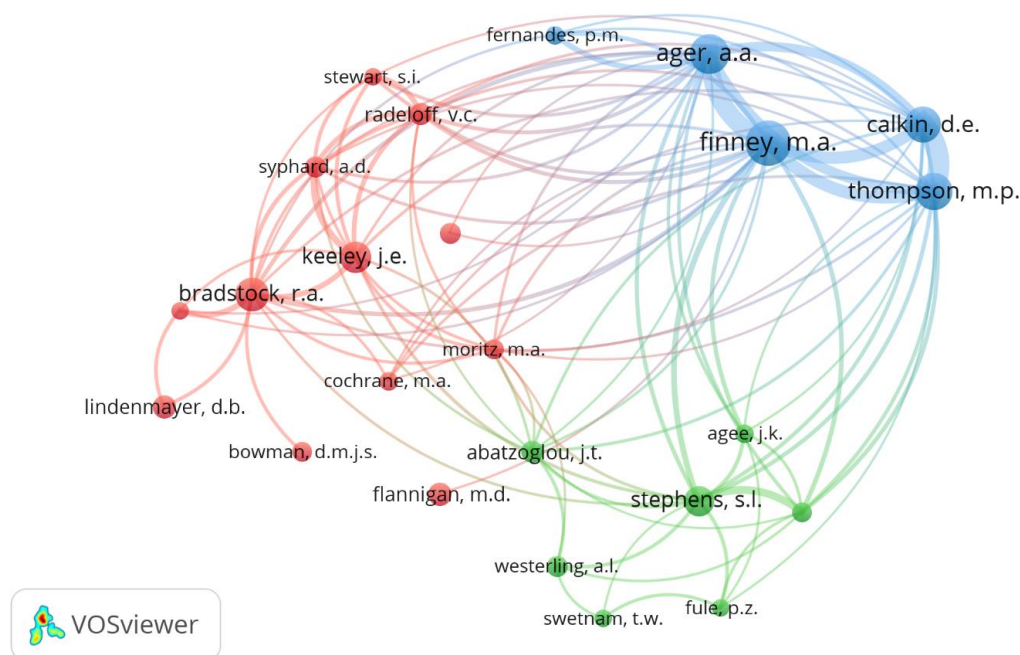 fernandes, p.m.
ager, a.a.
stewart, s.i.
radeloff, v.c.
calkin, d.e.
finney, m.a.
syphard, a.d.
thompson, m.p.
keeley, j.e.
bradstock, r.a.
moritz, m.a.
cochrane, m.a.
lindenmayer, d.b.
agee, j.k.
bowman, d.m.j.s.
abatzoglou, j.t.
flannigan, m.d.
stephens, s.l.
westerling, a.l.
fule, p.z.
swetnam, t.w.
VOSviewer